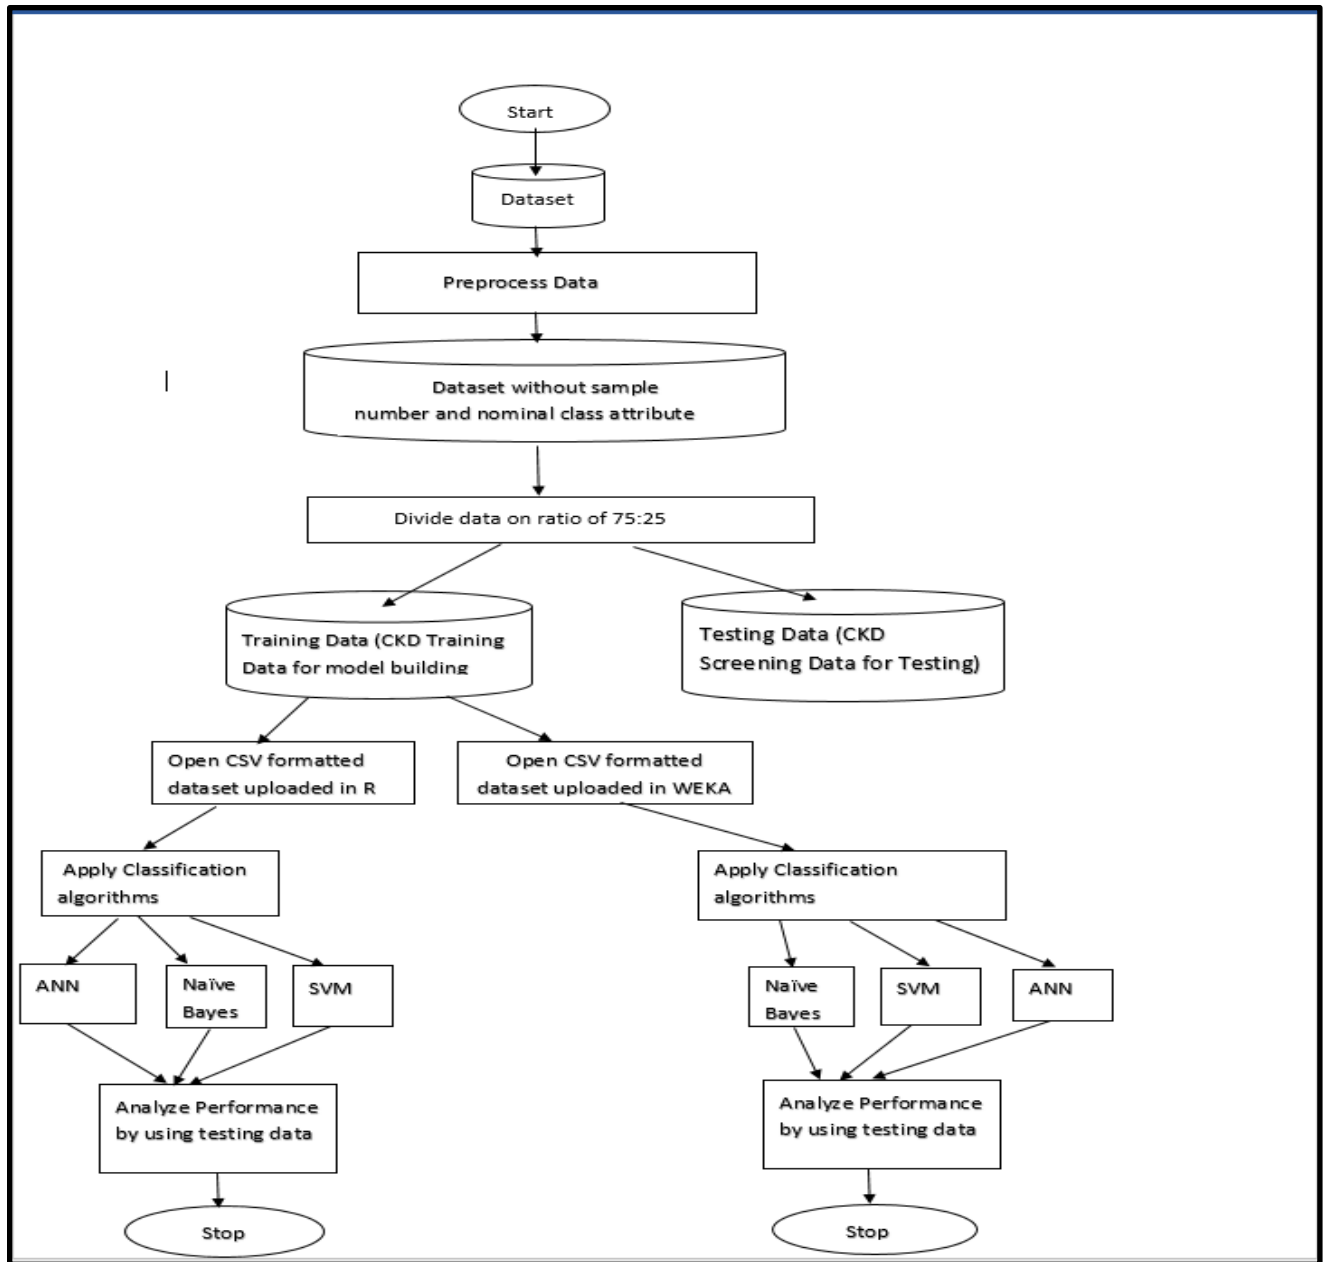 Start
Dataset
Preprocess Data
Dataset without sample
number and nominal class attribute
Divide data on ratio of 75:25
Training Data (CKD Training
Data for model building
Testing Data (CKD
Screening Data for Testing)
Open CSV formatted
dataset uploaded in R
Open CSV formatted
dataset uploaded in WEKA
Apply Classification
algorithms
Apply Classification
algorithms
ANN
Naïve
Bayes
SVM
Naïve
Bayes
SVM
ANN
Analyze Performance
by using testing data
Analyze Performance
by using testing data
Stop
Stop